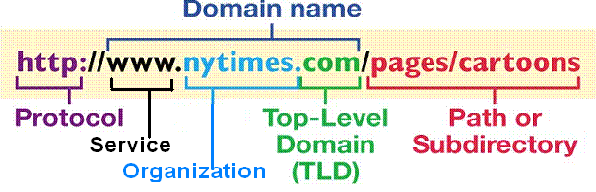 Domain name
http://www.nytimes.com/pages/cartoons
Protocol
Service
Organization
Top-Level
Domain
(TLD)
Path or
Subdirectory